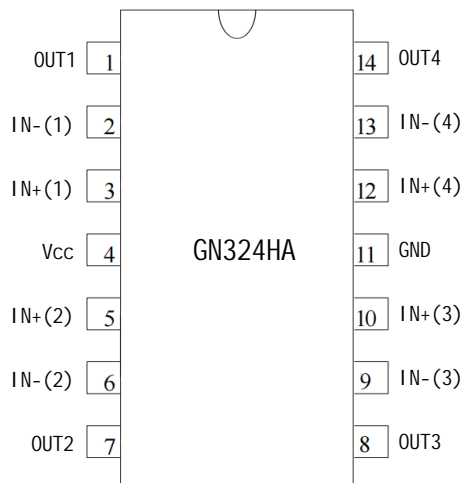 OUT1 1 14 OUT4
IN-(1) 2 13 IN-(4)
IN+(1) 3 12 IN+(4)
Vcc 4 GN324HA 11 GND
IN+(2) 5 10 IN+(3)
IN-(2) 6 9 IN-(3)
OUT2 7 8 OUT3